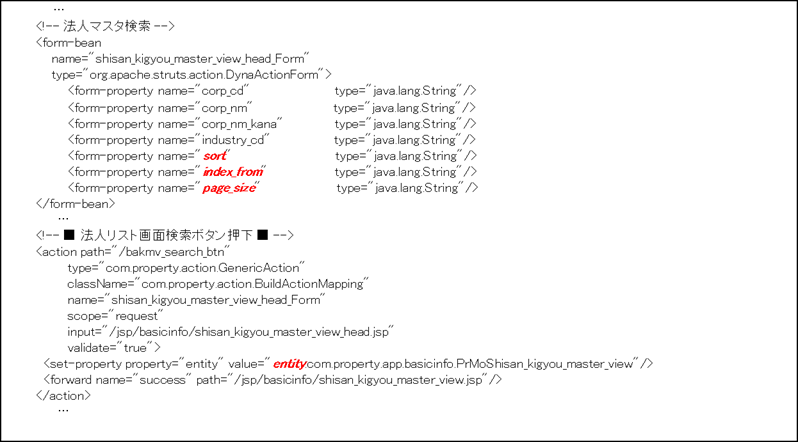 …
<!-- 法人マスタ検索 -->
<form-bean
name="shisan_kigyou_master_view_head_Form"
type="org.apache.struts.action.DynaActionForm">
<form-property name="corp_cd" type="java.lang.String"/>
<form-property name="corp_nm" type="java.lang.String"/>
<form-property name="corp_nm_kana" type="java.lang.String"/>
<form-property name="industry_cd" type="java.lang.String"/>
<form-property name="sort" type="java.lang.String"/>
<form-property name="index_from" type="java.lang.String"/>
<form-property name="page_size" type="java.lang.String"/>
</form-bean>
…
<!-- ■ 法人リスト画面検索ボタン押下 ■ -->
<action path="/bakmv_search_btn"
type="com.property.action.GenericAction"
className="com.property.action.BuildActionMapping"
name="shisan_kigyou_master_view_head_Form"
scope="request"
input="/jsp/basicinfo/shisan_kigyou_master_view_head.jsp"
validate="true">
<set-property property="entity" value="entitycom.property.app.basicinfo.PrMoShisan_kigyou_master_view"/>
<forward name="success" path="/jsp/basicinfo/shisan_kigyou_master_view.jsp"/>
</action>
…